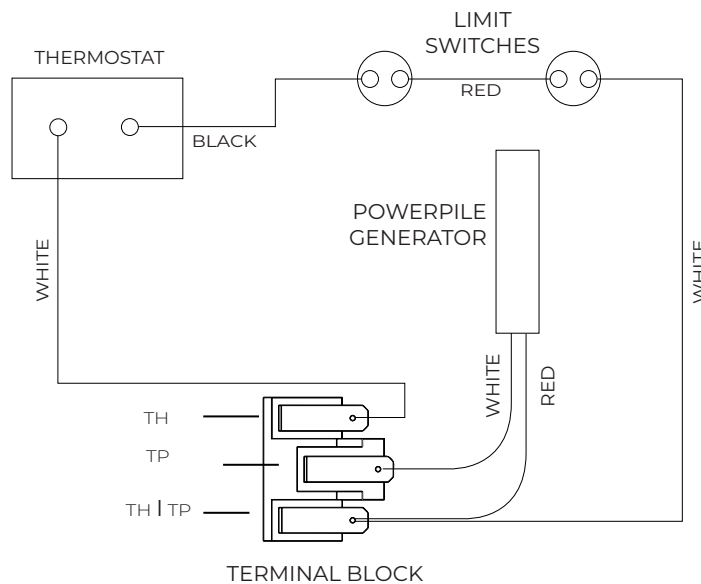 LIMIT
SWITCHES
THERMOSTAT
RED
BLACK
POWERPILE
GENERATOR
WHITE
WHITE
WHITE
RED
TH
TP
TH | TP
TERMINAL BLOCK